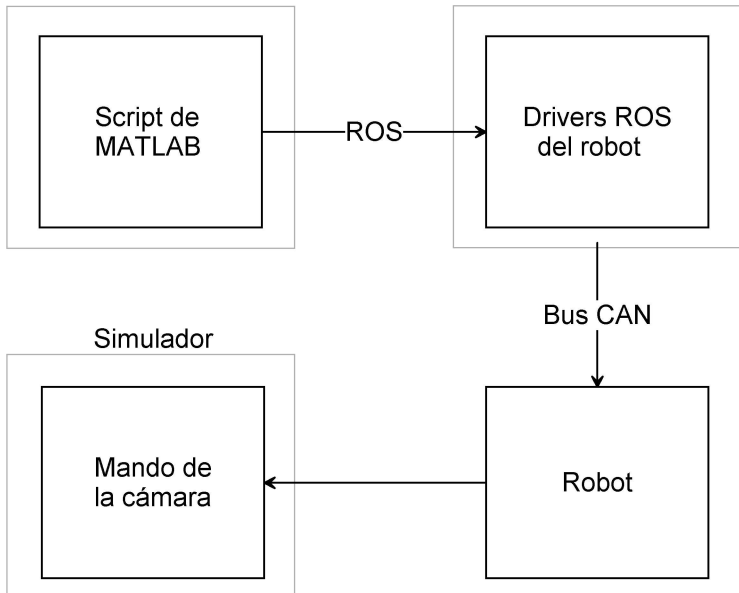 Script de
MATLAB
ROS
Drivers ROS
del robot
Bus CAN
Simulador
Mando de
la cámara
Robot